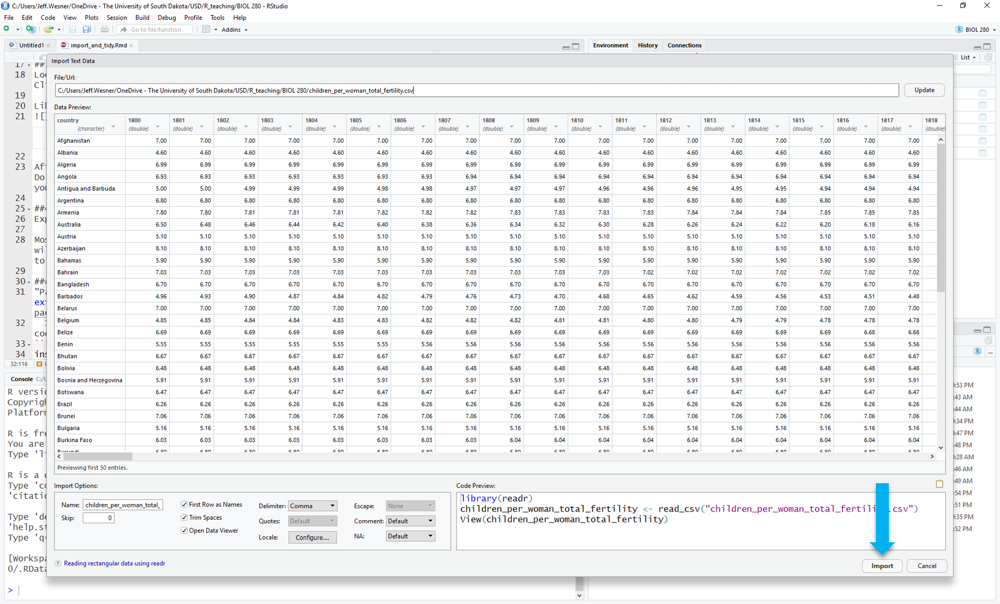 C:/Users/Jeff.Wesner/OneDrive - The University of South Dakota/USD/R_teaching/BIOL 280 - RStudio
File Edit Code View Plots Session Build Debug Profile Tools Help
Go to file/function Addins BIOL 280
Untitled1 import_and_tidy.Rmd Environment History Connections
List
Import Text Data
File/Url:
C:/Users/Jeff.Wesner/OneDrive - The University of South Dakota/USD/R_teaching/BIOL 280/children_per_woman_total_fertility.csv Update
Data Preview:
country 1800 1801 1802 1803 1804 1805 1806 1807 1808 1809 1810 1811 1812 1813 1814 1815 1816 1817 1818
(character) (double) (double) (double) (double) (double) (double) (double) (double) (double) (double) (double) (double) (double) (double) (double) (double) (double) (double) (double)
Afghanistan 7.00 7.00 7.00 7.00 7.00 7.00 7.00 7.00 7.00 7.00 7.00 7.00 7.00 7.00 7.00 7.00 7.00 7.00
Albania 4.60 4.60 4.60 4.60 4.60 4.60 4.60 4.60 4.60 4.60 4.60 4.60 4.60 4.60 4.60 4.60 4.60 4.60
Algeria 6.99 6.99 6.99 6.99 6.99 6.99 6.99 6.99 6.99 6.99 6.99 6.99 6.99 6.99 6.99 6.99 6.99 6.99
Angola 6.93 6.93 6.93 6.93 6.93 6.93 6.93 6.94 6.94 6.94 6.94 6.94 6.94 6.94 6.94 6.94 6.94 6.94
Antigua and Barbuda 5.00 5.00 4.99 4.99 4.99 4.98 4.98 4.97 4.97 4.97 4.96 4.96 4.96 4.95 4.95 4.94 4.94 4.94
Argentina 6.80 6.80 6.80 6.80 6.80 6.80 6.80 6.80 6.80 6.80 6.80 6.80 6.80 6.80 6.80 6.80 6.80 6.80
Armenia 7.80 7.80 7.81 7.81 7.81 7.82 7.82 7.82 7.82 7.83 7.83 7.83 7.84 7.84 7.84 7.85 7.85 7.85
Australia 6.50 6.48 6.46 6.44 6.42 6.40 6.38 6.36 6.34 6.32 6.30 6.28 6.26 6.24 6.22 6.20 6.18 6.16
Austria 5.10 5.10 5.10 5.10 5.10 5.10 5.10 5.10 5.10 5.10 5.10 5.10 5.10 5.10 5.10 5.10 5.10 5.10
Azerbaijan 8.10 8.10 8.10 8.10 8.10 8.10 8.10 8.10 8.10 8.10 8.10 8.10 8.10 8.10 8.10 8.10 8.10 8.10
Bahamas 5.90 5.90 5.90 5.90 5.90 5.90 5.90 5.90 5.90 5.90 5.90 5.90 5.90 5.90 5.90 5.90 5.90 5.90
Bahrain 7.03 7.03 7.03 7.03 7.03 7.03 7.03 7.03 7.03 7.03 7.03 7.02 7.02 7.02 7.02 7.02 7.02 7.02
Bangladesh 6.70 6.70 6.70 6.70 6.70 6.70 6.70 6.70 6.70 6.70 6.70 6.70 6.70 6.70 6.70 6.70 6.70 6.70
Barbados 4.96 4.93 4.90 4.87 4.84 4.82 4.79 4.76 4.73 4.70 4.68 4.65 4.62 4.59 4.56 4.53 4.51 4.48
Belarus 7.00 7.00 7.00 7.00 7.00 7.00 7.00 7.00 7.00 7.00 7.00 7.00 7.00 7.00 7.00 7.00 7.00 7.00
Belgium 4.85 4.85 4.84 4.84 4.83 4.83 4.82 4.82 4.82 4.81 4.81 4.80 4.80 4.79 4.79 4.78 4.78 4.78
Belize 6.69 6.69 6.69 6.69 6.69 6.69 6.69 6.69 6.69 6.69 6.69 6.69 6.69 6.69 6.69 6.69 6.68 6.68
Benin 5.55 5.55 5.55 5.55 5.55 5.55 5.56 5.56 5.56 5.56 5.56 5.56 5.56 5.56 5.56 5.56 5.56 5.56
Bhutan 6.67 6.67 6.67 6.67 6.67 6.67 6.67 6.67 6.67 6.67 6.67 6.67 6.67 6.67 6.67 6.67 6.67 6.67
Bolivia 6.48 6.48 6.48 6.48 6.48 6.48 6.48 6.48 6.48 6.48 6.48 6.48 6.48 6.48 6.48 6.48 6.48 6.48
Bosnia and Herzegovina 5.91 5.91 5.91 5.91 5.91 5.91 5.91 5.91 5.91 5.91 5.91 5.91 5.91 5.91 5.91 5.91 5.91 5.91
Botswana 6.47 6.47 6.47 6.47 6.47 6.47 6.47 6.47 6.47 6.47 6.47 6.47 6.47 6.47 6.47 6.47 6.47 6.47
Brazil 6.26 6.26 6.26 6.26 6.26 6.26 6.26 6.26 6.26 6.26 6.26 6.26 6.26 6.26 6.26 6.26 6.26 6.26
Brunei 7.06 7.06 7.06 7.06 7.06 7.06 7.06 7.06 7.06 7.06 7.06 7.06 7.06 7.06 7.06 7.06 7.06 7.06
Bulgaria 5.16 5.16 5.16 5.16 5.16 5.16 5.16 5.16 5.16 5.16 5.16 5.16 5.16 5.16 5.16 5.16 5.16 5.16
Burkina Faso 6.03 6.03 6.03 6.03 6.03 6.03 6.03 6.03 6.04 6.04 6.04 6.04 6.04 6.04 6.04 6.04 6.04 6.04
Previewing first 50 entries.
Import Options:
Name: children_per_woman_total_
Skip: 0
First Row as Names
Trim Spaces
Open Data Viewer
Delimiter: Comma
Quotes: Default
Locale: Configure...
Escape: None
Comment: Default
NA: Default
Code Preview:
library(readr)
children_per_woman_total_fertility <- read_csv("children_per_woman_total_fertili .csv")
View(children_per_woman_total_fertility)
Reading rectangular data using readr
Import Cancel
17 ##
18 Lo
Cl
19
20 Li
21 ![]
22
23 Af
Do
you
24
25 ##
26 Exp
27
28 Mos
wil
to
29
30 ##
31 "Pa
ex
pac
32
coo
33 ``
34 ins
32:116
Console C:/U
R versi
Copyrigh
Platform
R is fre
You are
Type 'l
R is a c
Type 'co
'citatio
Type 'de
'help.st
Type 'q(
[Workspa
0/.RData
>
:53 PM
:43 AM
:44 AM
:34 PM
:47 PM
:48 PM
:28 AM
:46 AM
:49 AM
:54 PM
:51 PM
:35 PM
:52 PM